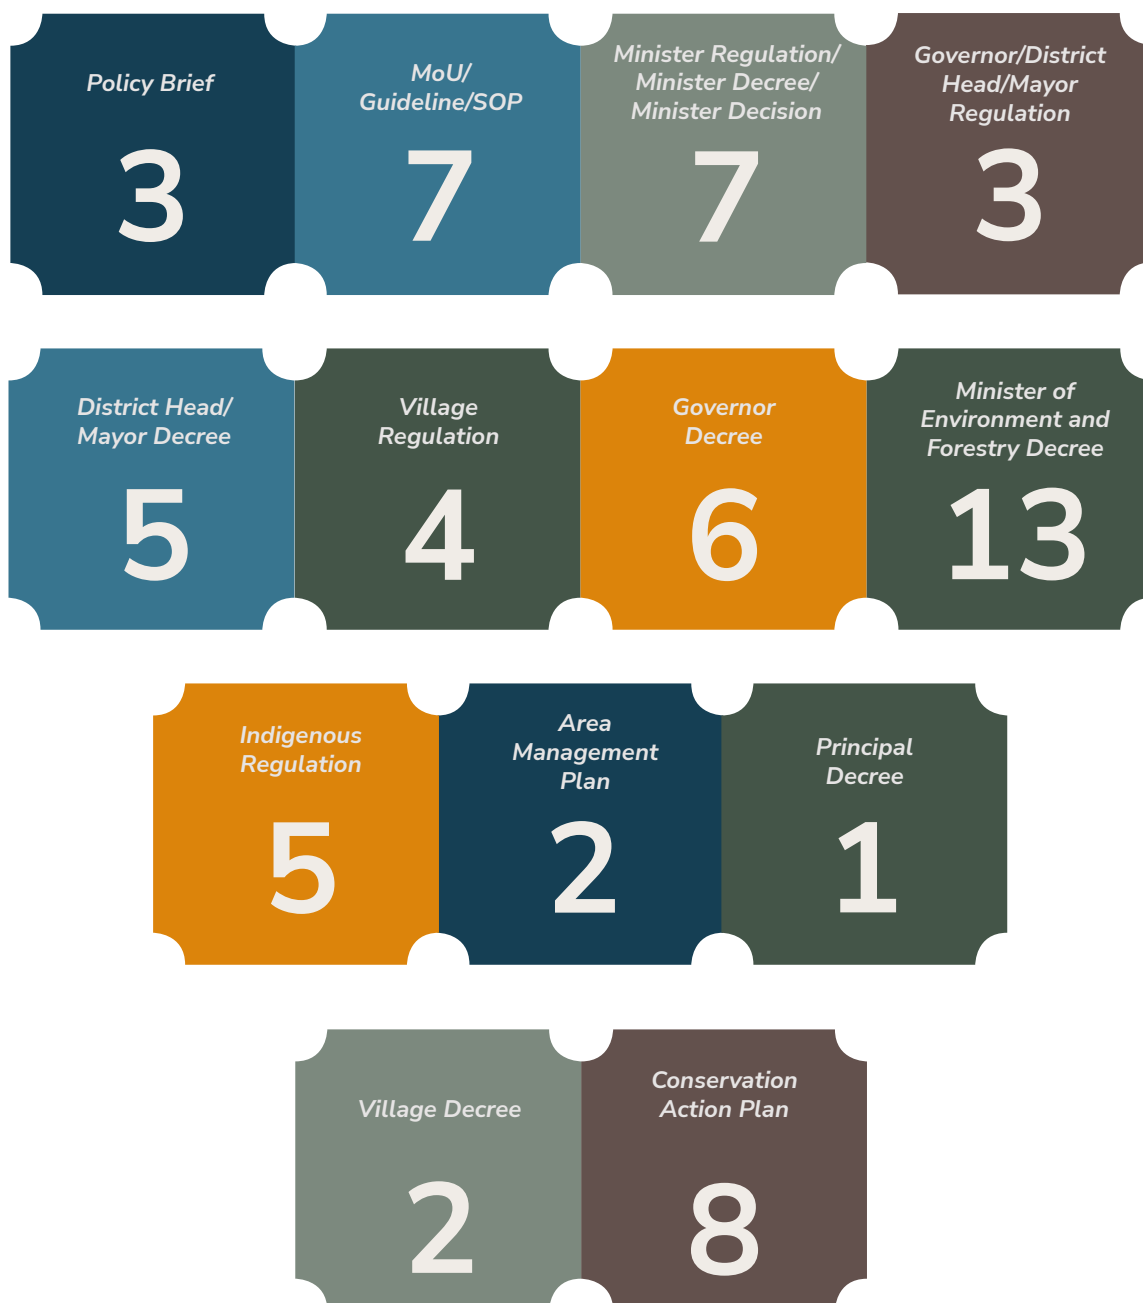 Policy Brief
3
MoU/
Guideline/SOP
7
Minister Regulation/
Minister Decree/
Minister Decision
7
Governor/District
Head/Mayor
Regulation
3
District Head/
Mayor Decree
5
Village
Regulation
4
Governor
Decree
6
Minister of
Environment and
Forestry Decree
13
Indigenous
Regulation
5
Area
Management
Plan
2
Principal
Decree
1
Village Decree
2
Conservation
Action Plan
8